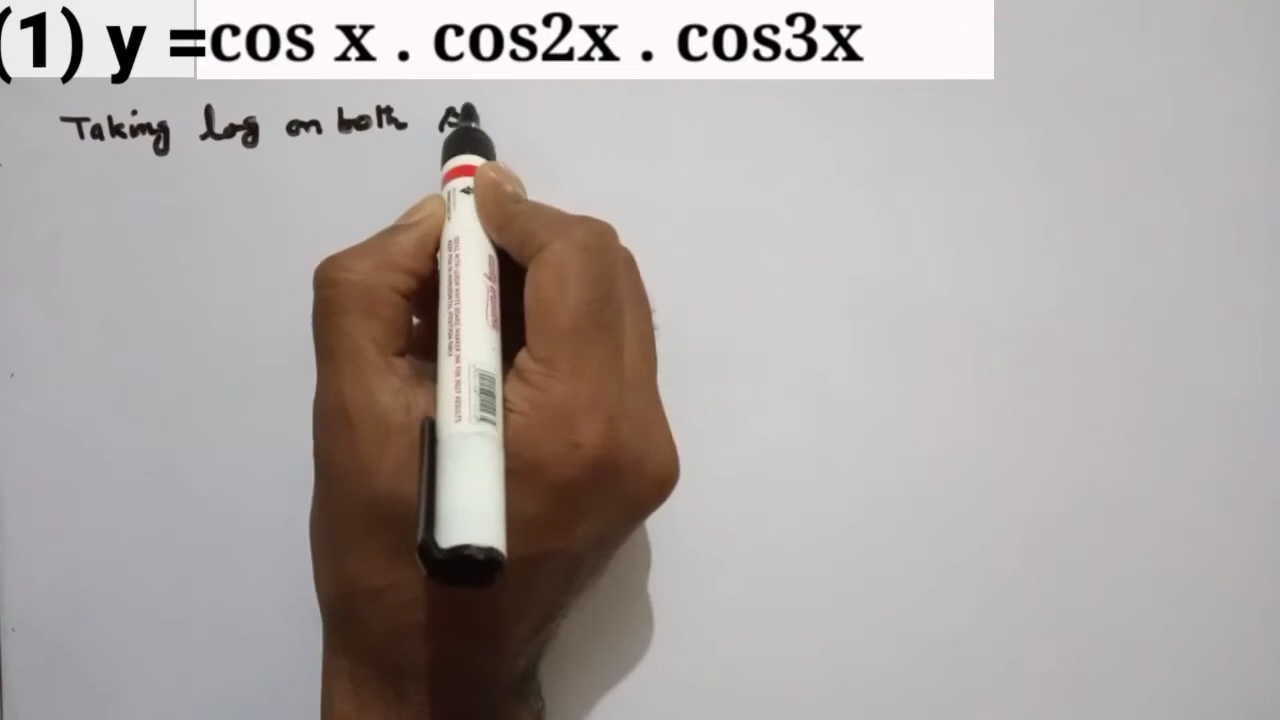 (1) y =cos x . cos2x . cos3x
Taking log on both